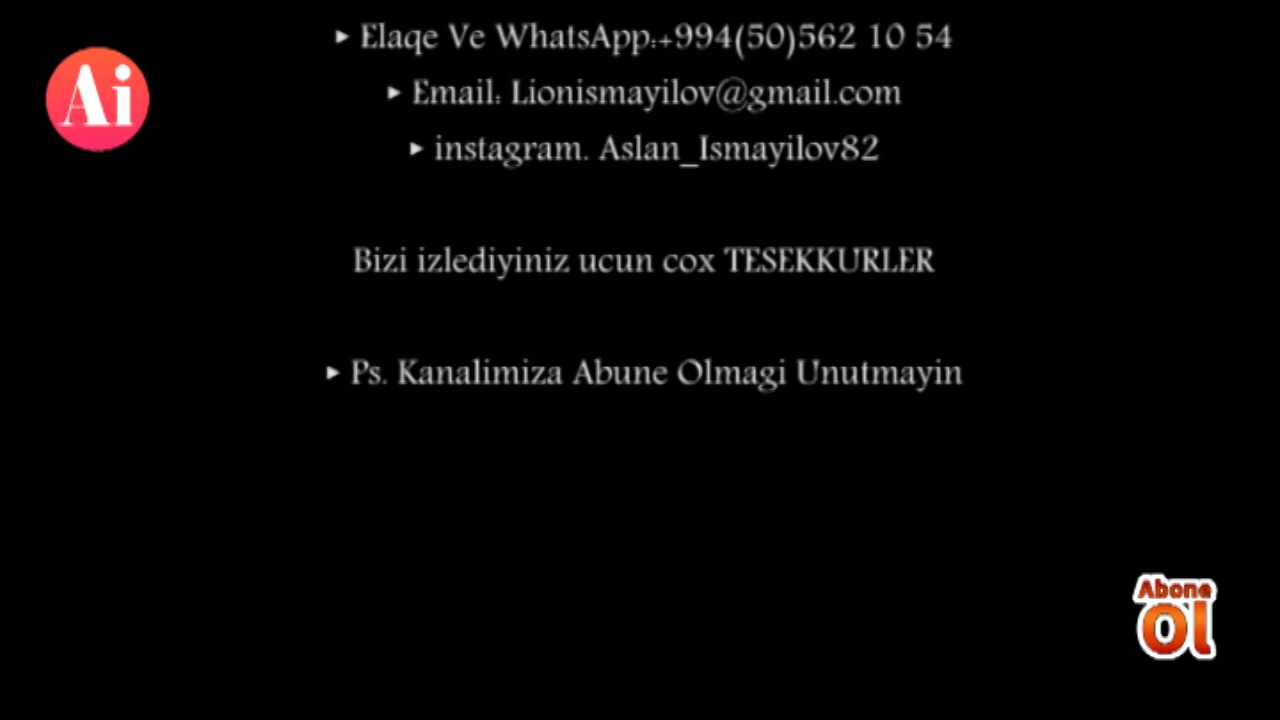 ▸ Elaqe Ve WhatsApp:+994(50)562 10 54
Ai
▸ Email: Lionismayilov@gmail.com
▸ instagram. Aslan_Ismayilov82
Bizi izlediyiniz ucun cox TESEKKURLER
▸ Ps. Kanalimiza Abune Olmagi Unutmayin
Abone
ol